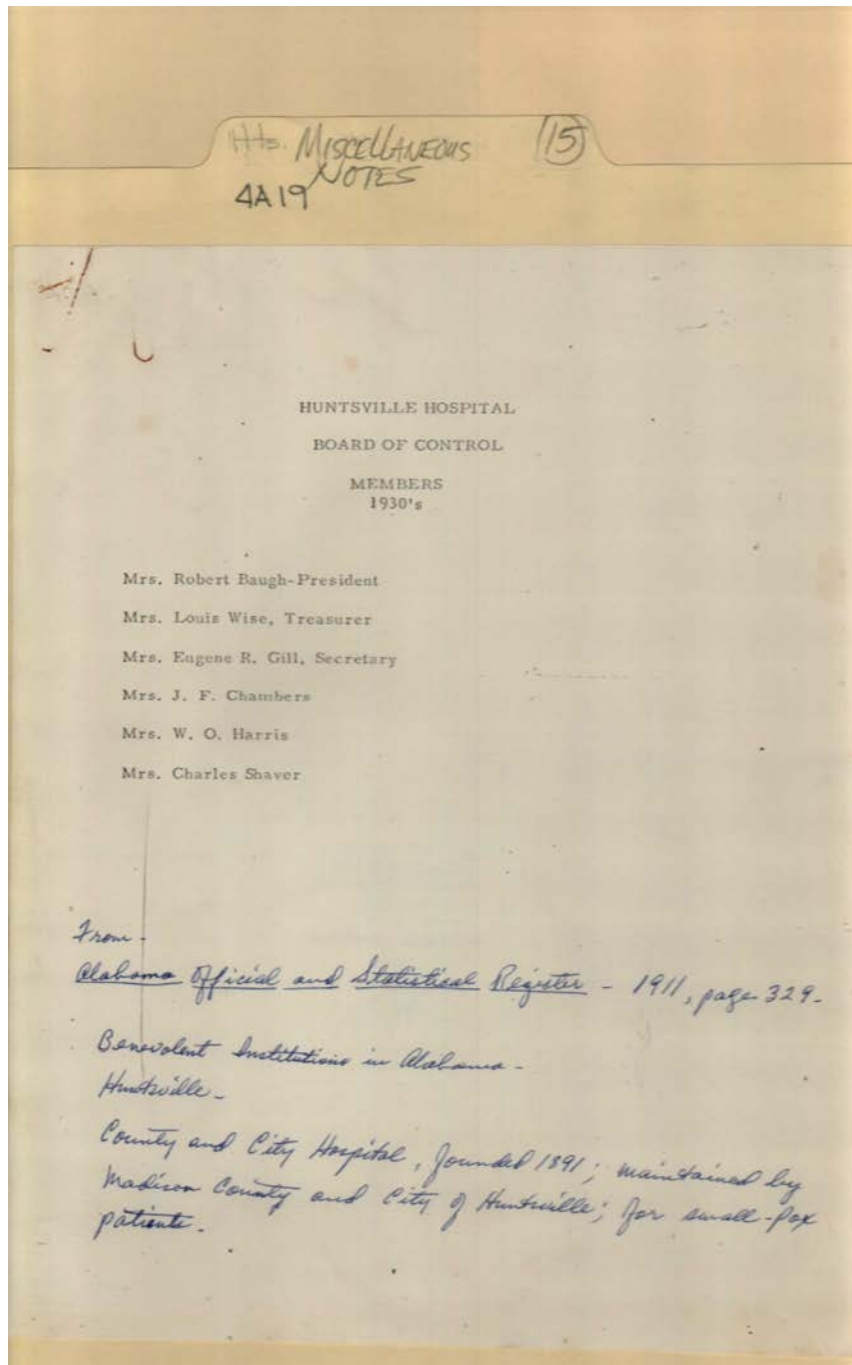 Hts. MISCELLANEOUS 15
NOTES
4A19
HUNTSVILLE HOSPITAL
BOARD OF CONTROL
MEMBERS
1930's
Mrs. Robert Baugh-President
Mrs. Louis Wise, Treasurer
Mrs. Eugene R. Gill, Secretary
Mrs. J. F. Chambers
Mrs. W. O. Harris
Mrs. Charles Shaver
From -
Alabama Official and Statistical Register - 1911, page 329-
Benevolent Institutions in Alabama -
Huntsville -
County and City Hospital, founded 1891; maintained by
Madison County and City of Huntsville; for small-pox
patients.